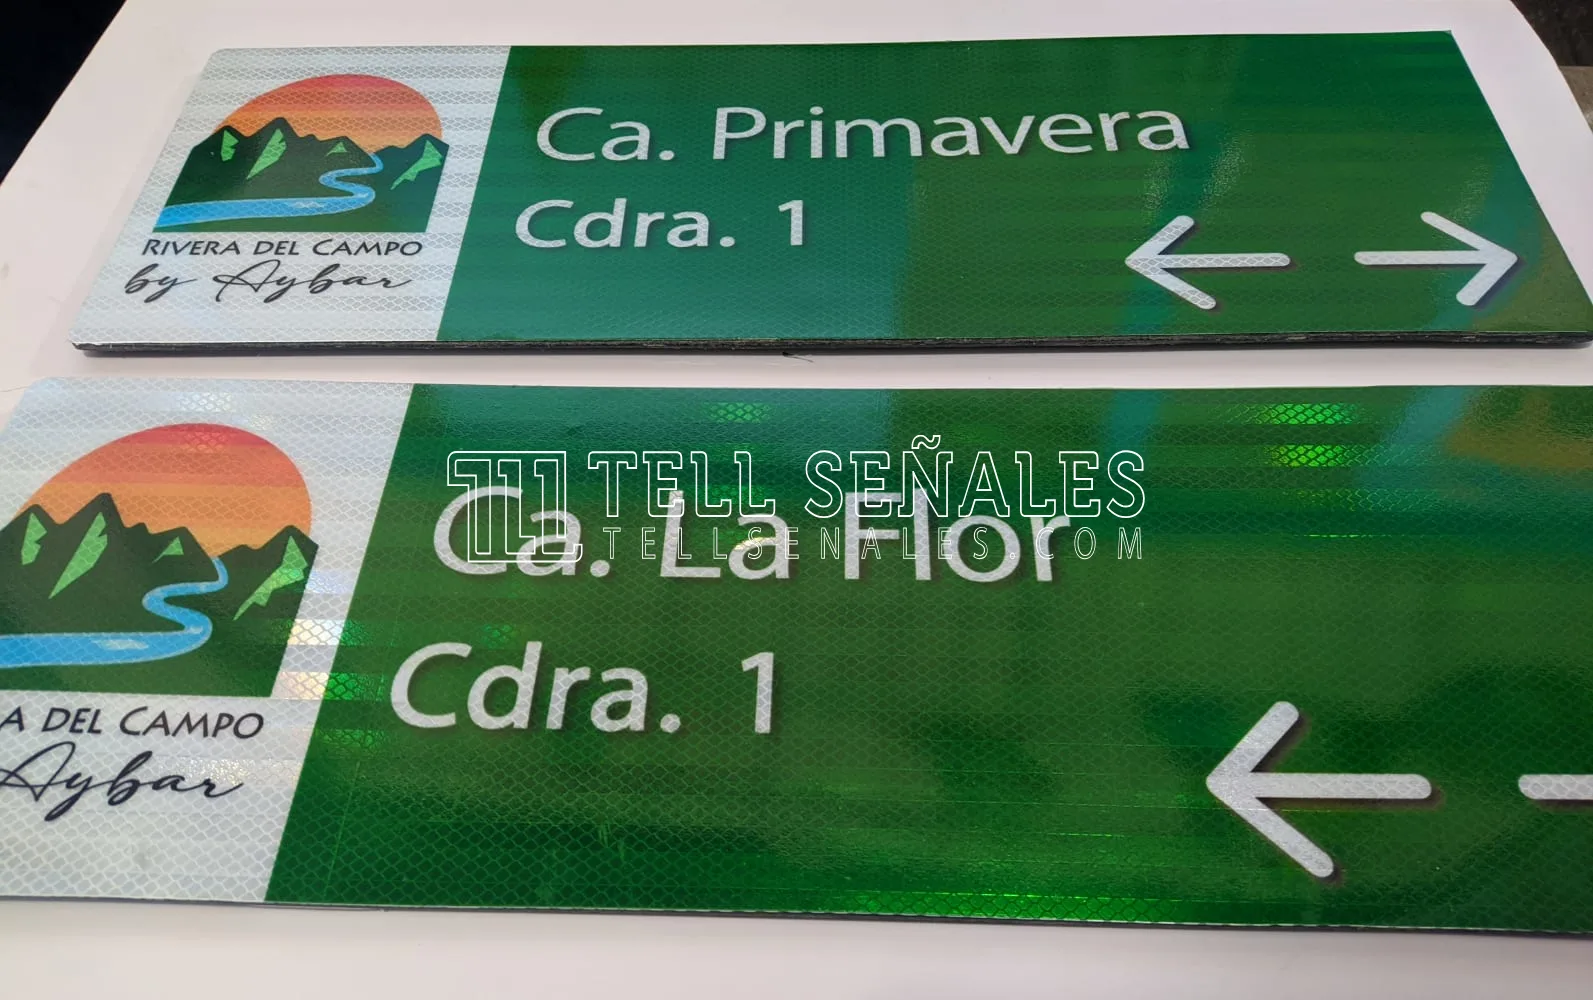 Ca. Primavera
Cdra. 1
RIVERA DEL CAMPO
by Aybar
TELL SEÑALES
TELLSENALES.COM
Ca. La Flor
Cdra. 1
A DEL CAMPO
Aybar